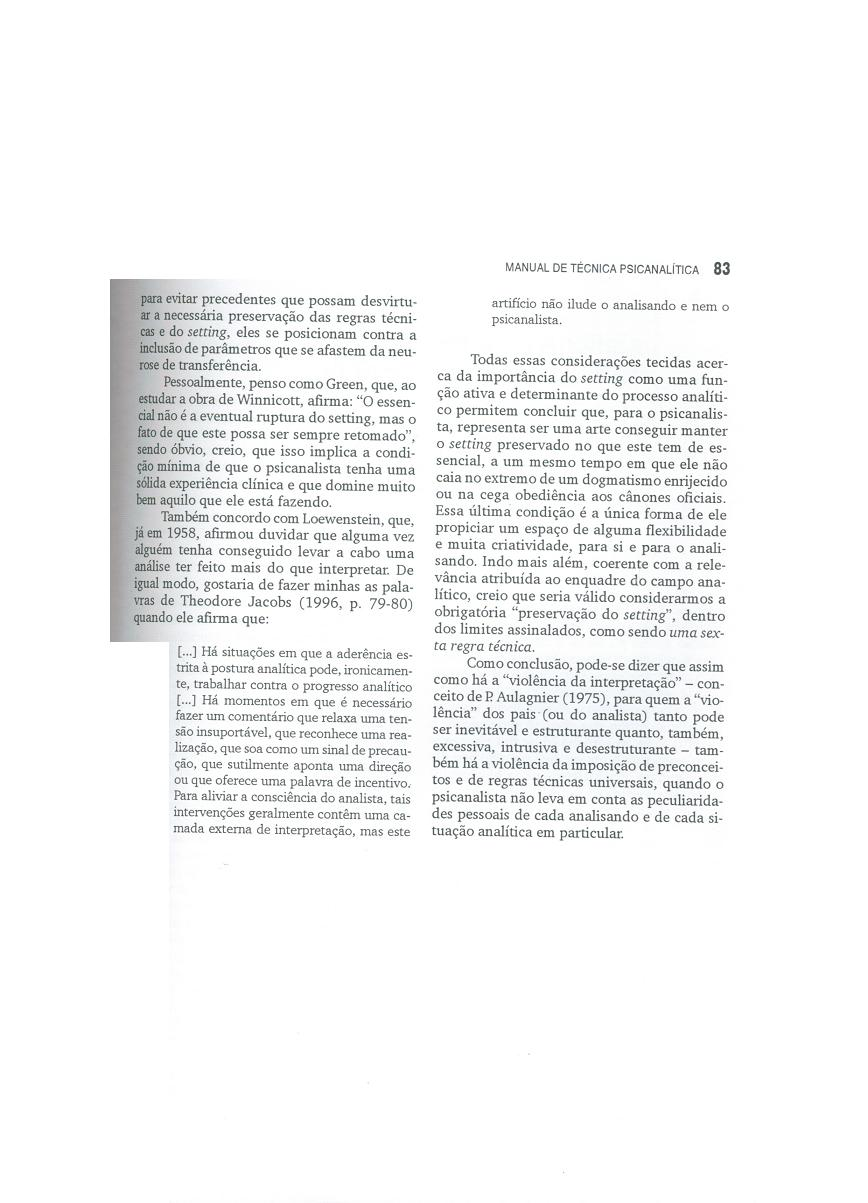 MANUAL DE TÉCNICA PSICANALÍTICA 83
para evitar precedentes que possam desvirtu-
ar a necessária preservação das regras técni-
cas e do setting, eles se posicionam contra a
inclusão de parâmetros que se afastem da neu-
rose de transferência.
Pessoalmente, penso como Green, que, ao
estudar a obra de Winnicott, afirma: “O essen-
cial não é a eventual ruptura do setting, mas o
fato de que este possa ser sempre retomado”,
sendo óbvio, creio, que isso implica a condi-
ção mínima de que o psicanalista tenha uma
sólida experiência clínica e que domine muito
bem aquilo que ele está fazendo.
Também concordo com Loewenstein, que,
já em 1958, afirmou duvidar que alguma vez
alguém tenha conseguido levar a cabo uma
análise ter feito mais do que interpretar. De
igual modo, gostaria de fazer minhas as pala-
vras de Theodore Jacobs (1996, p. 79-80)
quando ele afirma que:
[...] Há situações em que a aderência es-
trita à postura analítica pode, ironicamen-
te, trabalhar contra o progresso analítico
[...] Há momentos em que é necessário
fazer um comentário que relaxa uma ten-
são insuportável, que reconhece uma rea-
lização, que soa como um sinal de precau-
ção, que sutilmente aponta uma direção
ou que oferece uma palavra de incentivo.
Para aliviar a consciência do analista, tais
intervenções geralmente contêm uma ca-
mada externa de interpretação, mas este
artifício não ilude o analisando e nem o
psicanalista.
Todas essas considerações tecidas acer-
ca da importância do setting como uma fun-
ção ativa e determinante do processo analíti-
co permitem concluir que, para o psicanalis-
ta, representa ser uma arte conseguir manter
o setting preservado no que este tem de es-
sencial, a um mesmo tempo em que ele não
caia no extremo de um dogmatismo enrijecido
ou na cega obediência aos cânones oficiais.
Essa última condição é a única forma de ele
propiciar um espaço de alguma flexibilidade
e muita criatividade, para si e para o anali-
sando. Indo mais além, coerente com a rele-
vância atribuída ao enquadre do campo ana-
lítico, creio que seria válido considerarmos a
obrigatória “preservação do setting”, dentro
dos limites assinalados, como sendo uma sex-
ta regra técnica.
Como conclusão, pode-se dizer que assim
como há a “violência da interpretação” – con-
ceito de P. Aulagnier (1975), para quem a “vio-
lência” dos pais (ou do analista) tanto pode
ser inevitável e estruturante quanto, também,
excessiva, intrusiva e desestruturante – tam-
bém há a violência da imposição de preconcei-
tos e de regras técnicas universais, quando o
psicanalista não leva em conta as peculiarida-
des pessoais de cada analisando e de cada si-
tuação analítica em particular.